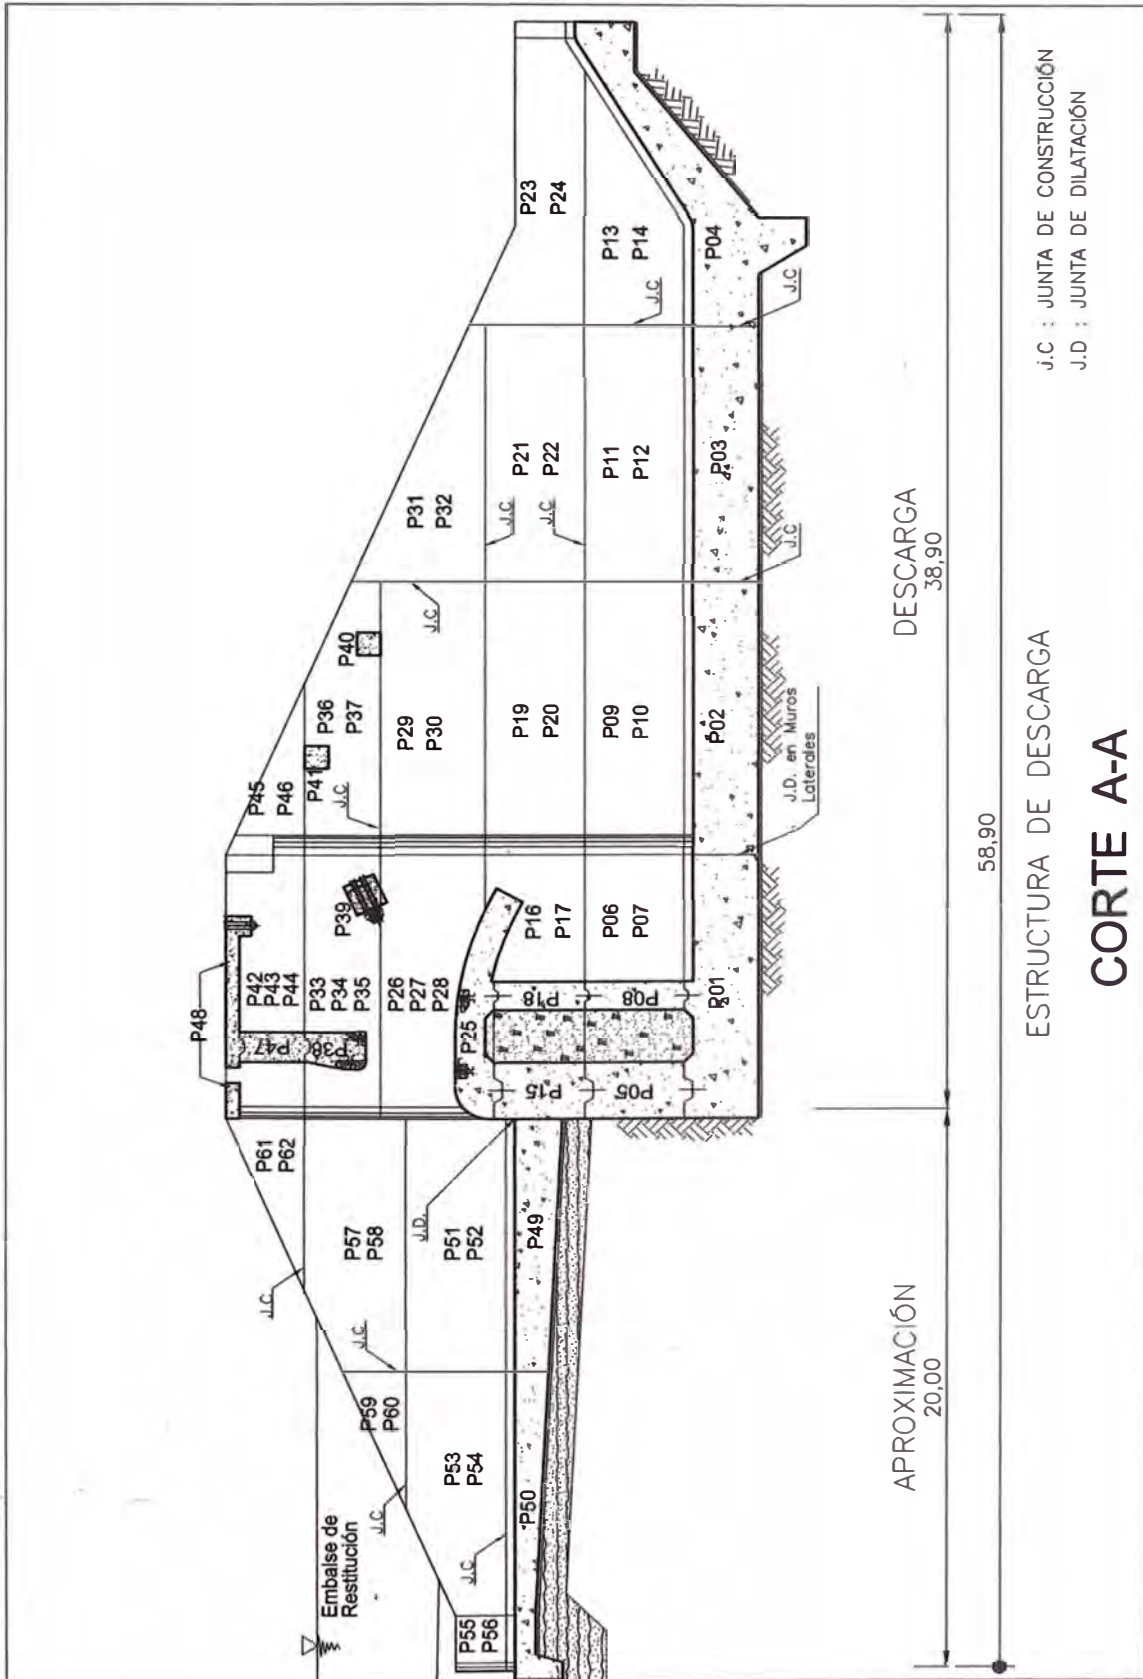 Embalse de
Restitución
P55
P56
J.C
J.C
P53
P54
P50
P59
P60
J.C
J.C
P57
P58
P51
P52
P49
J.D.
P61
P62
P48
P47
P38
P42
P43
P44
P33
P34
P35
P39
P26
P27
P28
P25
P15
P05
P18
P08
P16
P17
P06
P07
P01
P45
P46
P41
J.C
P36
P37
P40
P29
P30
P19
P20
P09
P10
P02
J.D. en Muros
Laterales
J.C
P31
P32
J.C
J.C
P21
P22
P11
P12
P03
J.C
P23
P24
P13
P14
J.C
P04
J.C
APROXIMACIÓN
20,00
DESCARGA
38,90
58,90
ESTRUCTURA DE DESCARGA
CORTE A-A
J.C : JUNTA DE CONSTRUCCIÓN
J.D : JUNTA DE DILATACIÓN